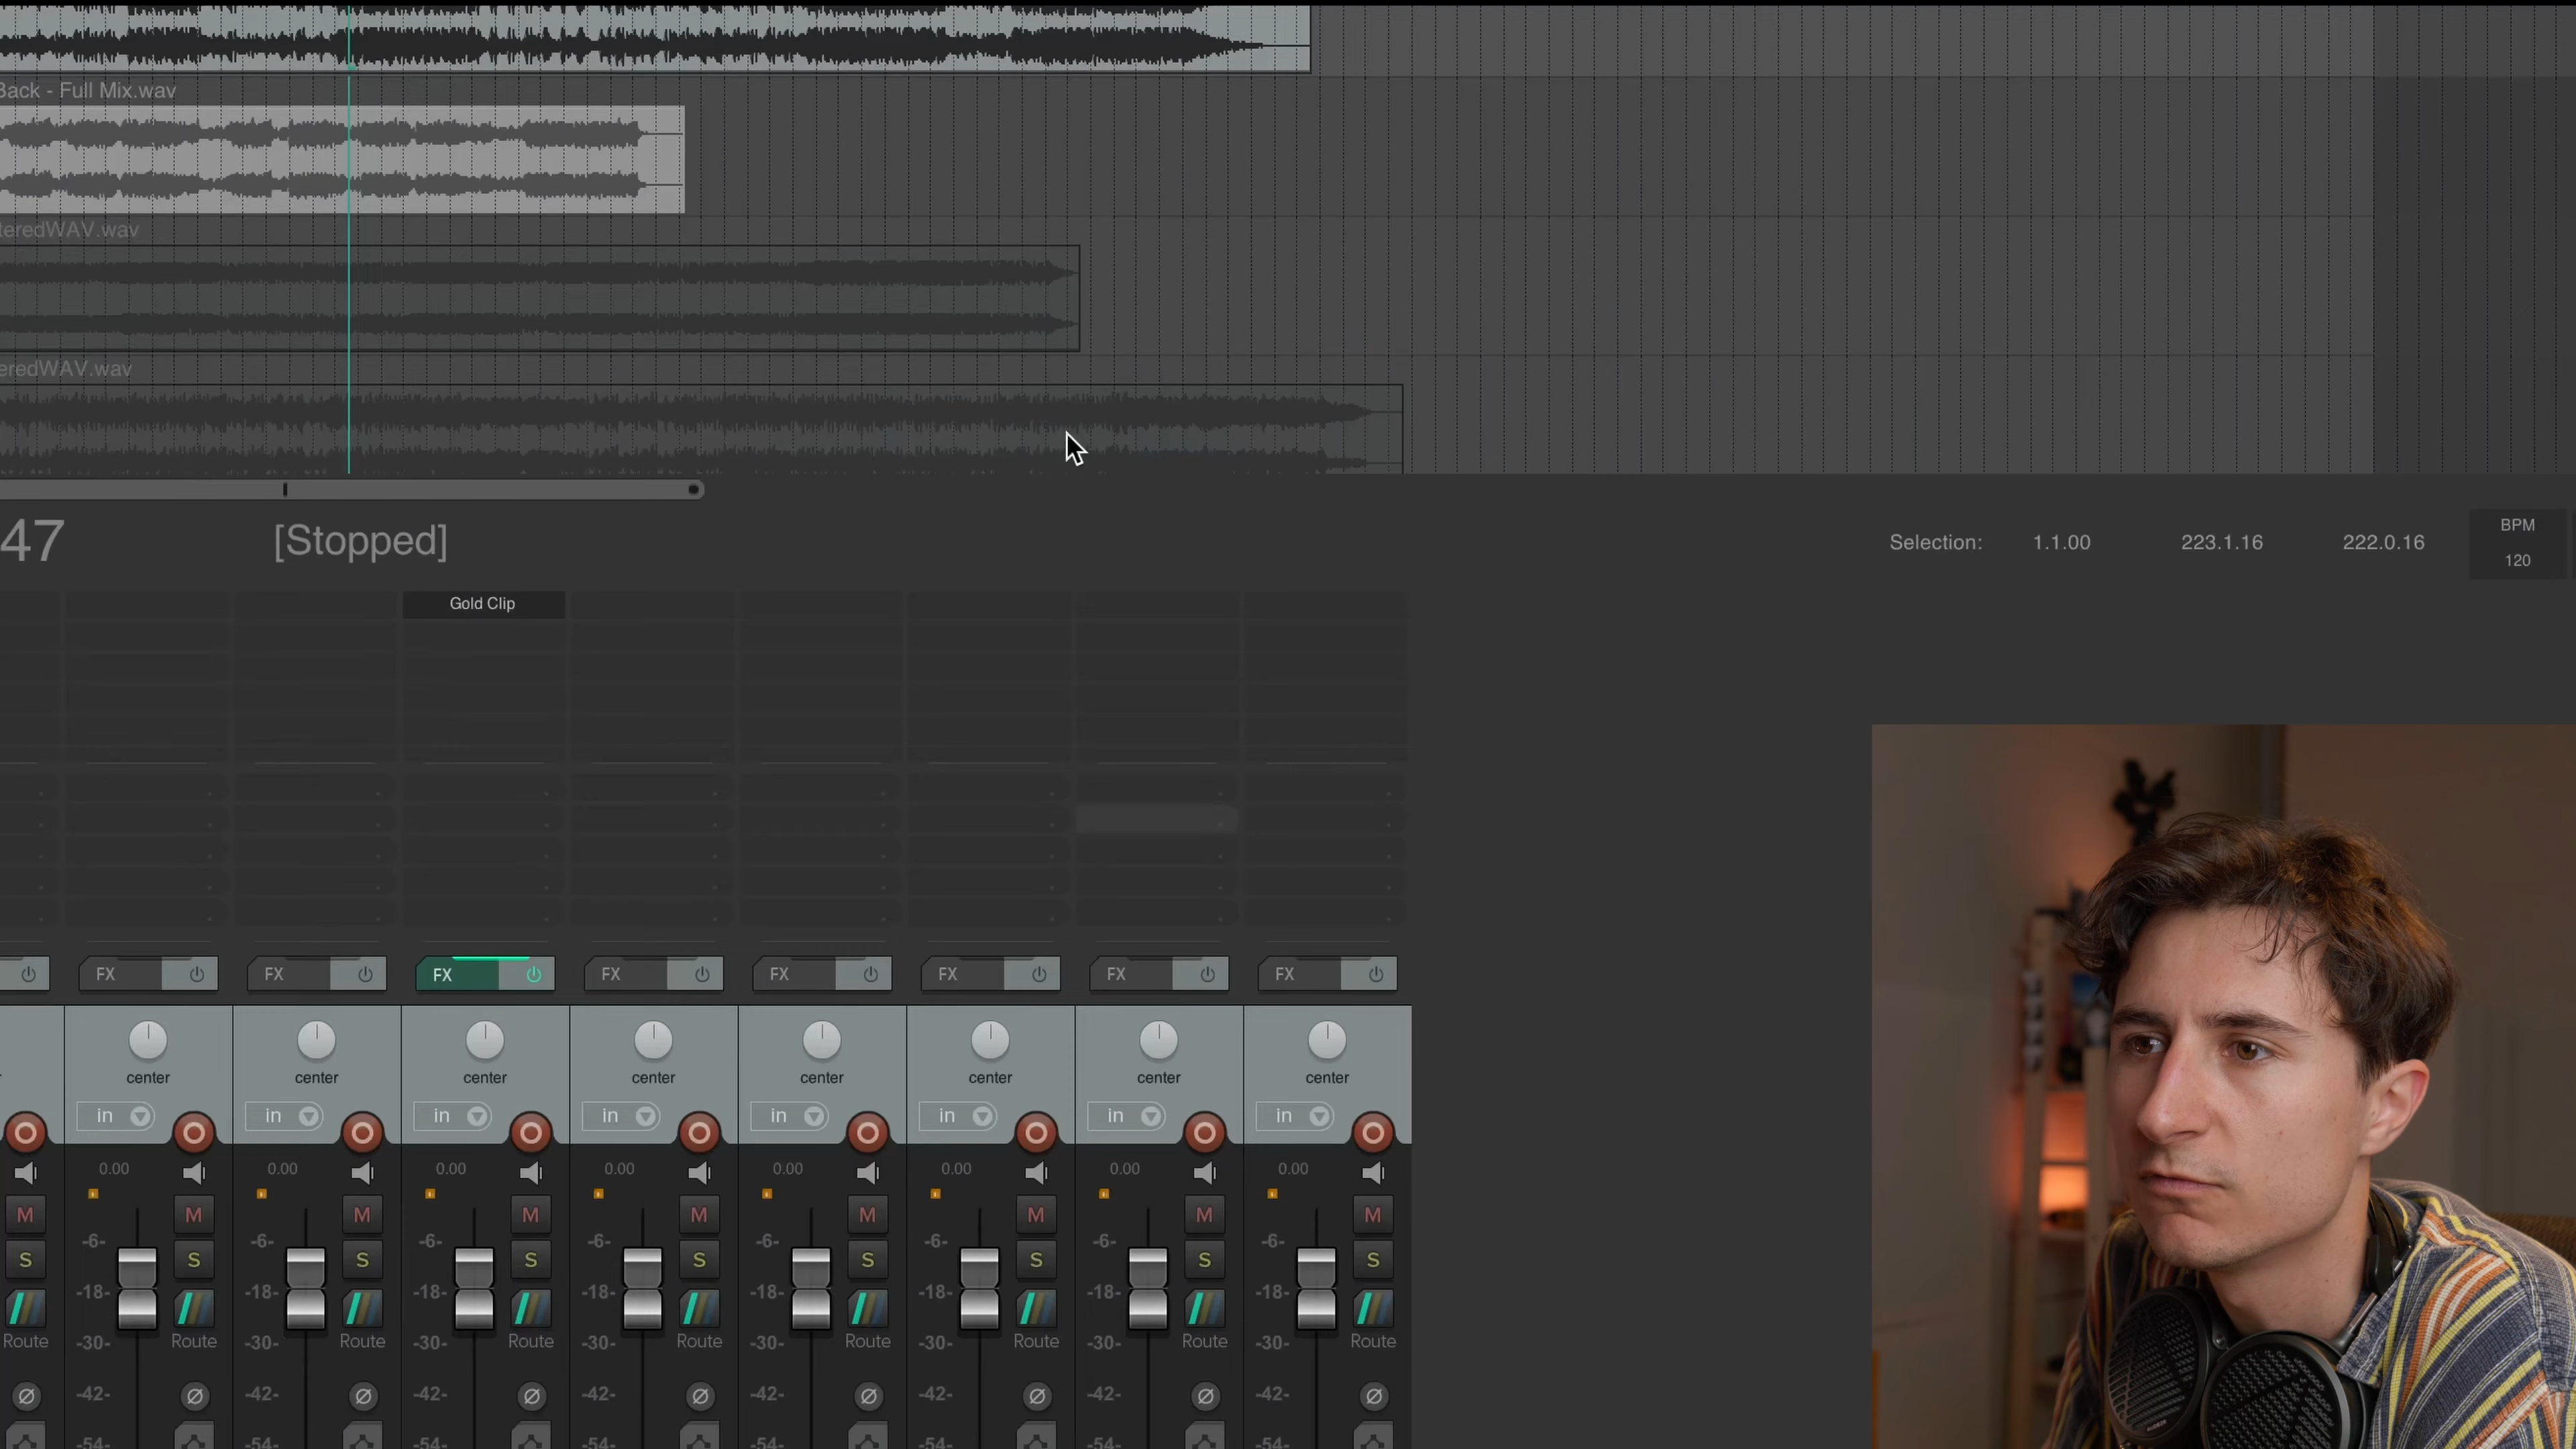 Back - Full Mix.wav
teredWAV.wav
eredWAV.wav
47 [Stopped] Selection: 1.1.00 223.1.16 222.0.16 BPM
120
Gold Clip
FX FX FX FX FX FX FX FX
center center center center center center center center
in in in in in in in in
0.00 0.00 0.00 0.00 0.00 0.00 0.00 0.00
M M M M M M M M M
-6- -6- -6- -6- -6- -6- -6- -6-
S S S S S S S S S
-18- -18- -18- -18- -18- -18- -18- -18-
Route Route Route Route Route Route Route Route Route
-30- -30- -30- -30- -30- -30- -30- -30-
-42- -42- -42- -42- -42- -42- -42- -42-
-54- -54- -54- -54- -54- -54- -54- -54-